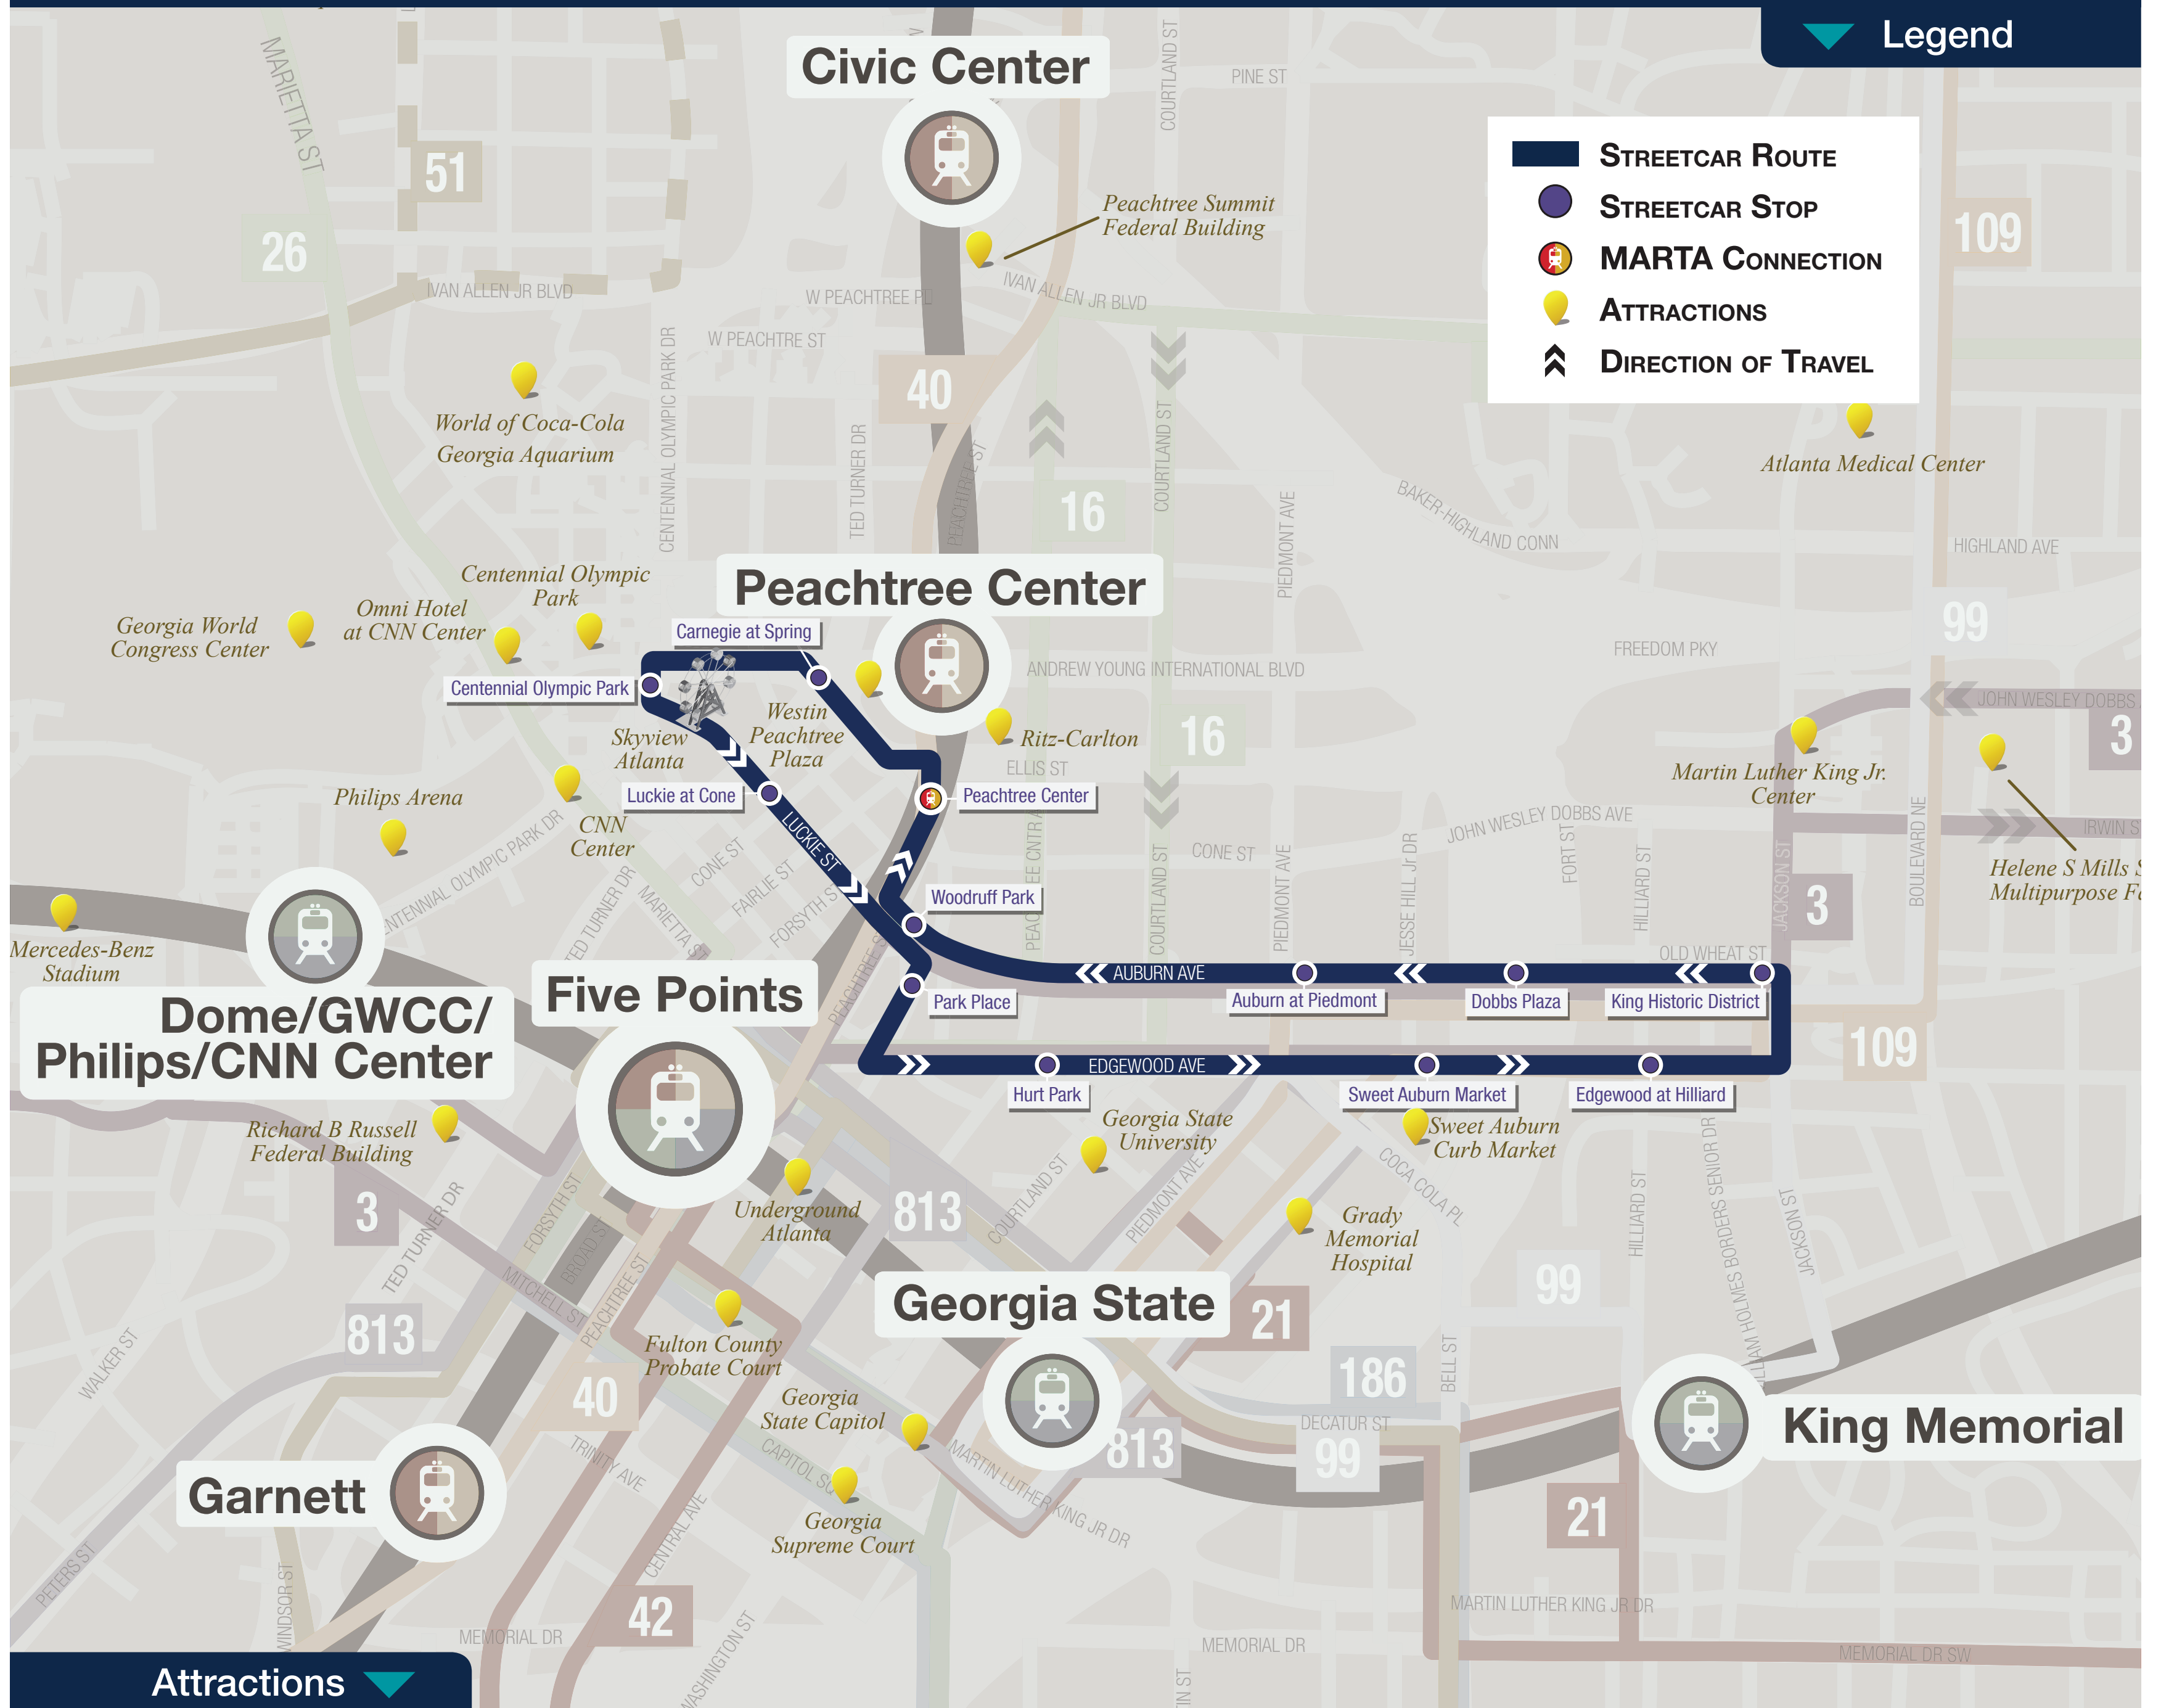 Legend
Civic Center
STREETCAR ROUTE
STREETCAR STOP
MARTA CONNECTION
ATTRACTIONS
DIRECTION OF TRAVEL
MARIETTA ST
COURTLAND ST
PINE ST
51
26
109
Peachtree Summit
Federal Building
IVAN ALLEN JR BLVD
W PEACHTREE PL
IVAN ALLEN JR BLVD
W PEACHTRE ST
CENTENNIAL OLYMPIC PARK DR
40
TED TURNER DR
PEACHTREE ST
COURTLAND ST
16
PIEDMONT AVE
BAKER-HIGHLAND CONN
HIGHLAND AVE
World of Coca-Cola
Georgia Aquarium
Atlanta Medical Center
Centennial Olympic
Park
Omni Hotel
at CNN Center
Georgia World
Congress Center
Peachtree Center
Carnegie at Spring
Centennial Olympic Park
Skyview
Atlanta
Westin
Peachtree
Plaza
ANDREW YOUNG INTERNATIONAL BLVD
Ritz-Carlton
ELLIS ST
16
99
FREEDOM PKY
JOHN WESLEY DOBBS
3
Martin Luther King Jr.
Center
Philips Arena
CNN
Center
Luckie at Cone
Peachtree Center
JOHN WESLEY DOBBS AVE
IRWIN S
Helene S Mills S
Multipurpose Fa
LUCKIE ST
CONE ST
FAIRLIE ST
FORSYTH S
MARIETTA ST
TED TURNER DR
ENTENNIAL OLYMPIC PARK DR
CONE ST
COURTLAND ST
PIEDMONT AVE
JESSE HILL Jr DR
FORT ST
HILLIARD ST
JACKSON ST
BOULEVARD NE
3
Woodruff Park
Mercedes-Benz
Stadium
Dome/GWCC/
Philips/CNN Center
Five Points
PEACHTREE S
Park Place
OLD WHEAT ST
AUBURN AVE
Auburn at Piedmont
Dobbs Plaza
King Historic District
109
EDGEWOOD AVE
Hurt Park
Sweet Auburn Market
Edgewood at Hilliard
Georgia State
University
Sweet Auburn
Curb Market
Richard B Russell
Federal Building
Underground
Atlanta
813
COURTLAND ST
PIEDMONT AVE
COCA COLA PL
Grady
Memorial
Hospital
HILLIARD ST
WILLIAM HOLMES BORDERS SENIOR DR
JACKSON ST
3
TED TURNER DR
FORSYTH ST
BROAD ST
PEACHTREE ST
MITCHELL ST
813
WALKER ST
Georgia State
21
99
186
BELL ST
DECATUR ST
99
813
Fulton County
Probate Court
40
Georgia
State Capitol
King Memorial
Garnett
TRINITY AVE
CAPITOL SQ
MARTIN LUTHER KING JR DR
CENTRAL AVE
Georgia
Supreme Court
21
PETERS ST
WINDSOR ST
42
MARTIN LUTHER KING JR DR
MEMORIAL DR
WASHINGTON ST
MEMORIAL DR
MEMORIAL DR SW
Attractions